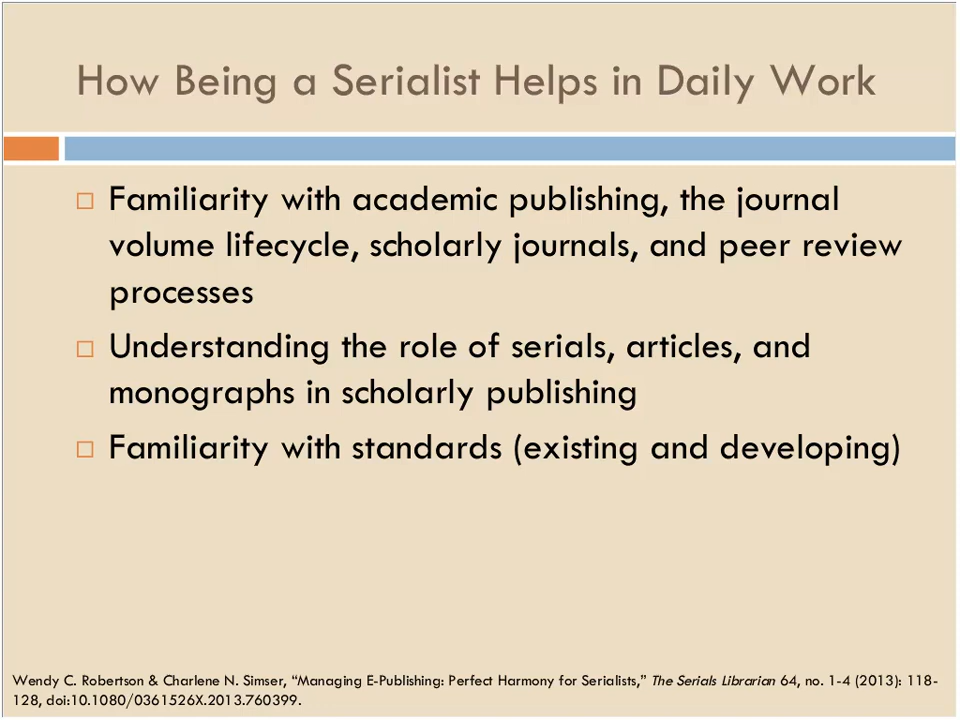 How Being a Serialist Helps in Daily Work
Familiarity with academic publishing, the journal
volume lifecycle, scholarly journals, and peer review
processes
Understanding the role of serials, articles, and
monographs in scholarly publishing
Familiarity with standards (existing and developing)
Wendy C. Robertson & Charlene N. Simser, “Managing E-Publishing: Perfect Harmony for Serialists,” The Serials Librarian 64, no. 1-4 (2013): 118-
128, doi:10.1080/0361526X.2013.760399.